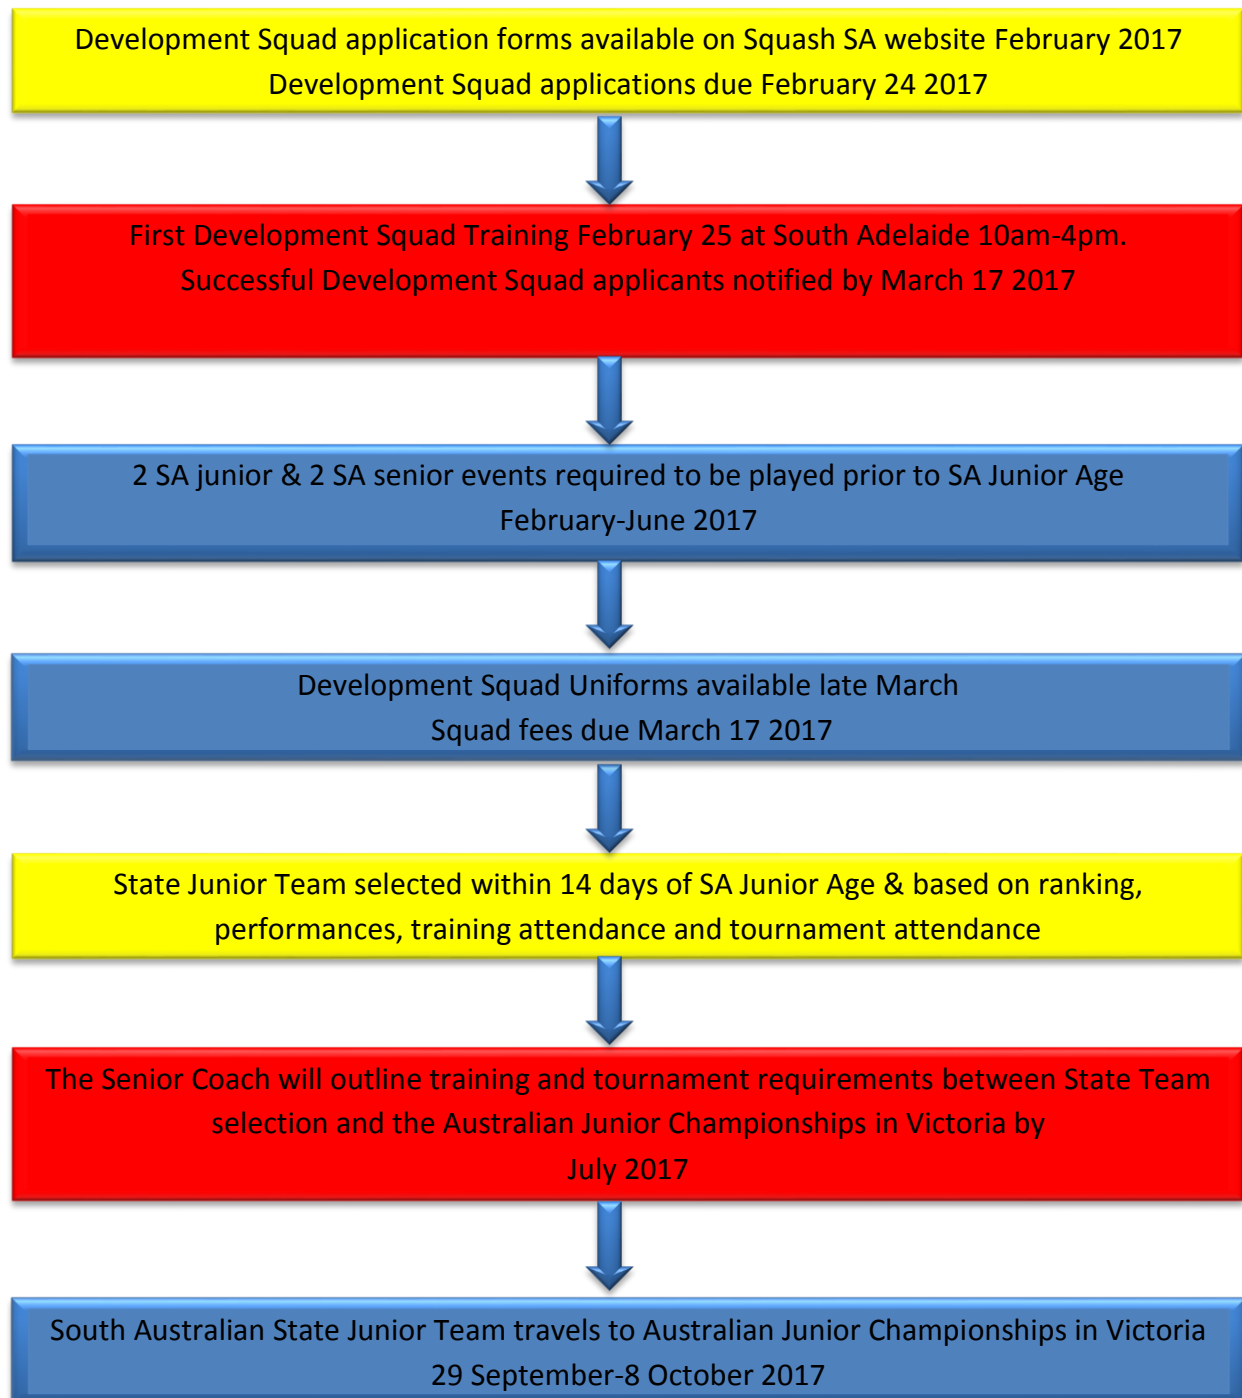 Development Squad application forms available on Squash SA website February 2017
Development Squad applications due February 24 2017
First Development Squad Training February 25 at South Adelaide 10am-4pm.
Successful Development Squad applicants notified by March 17 2017
2 SA junior & 2 SA senior events required to be played prior to SA Junior Age
February-June 2017
Development Squad Uniforms available late March
Squad fees due March 17 2017
State Junior Team selected within 14 days of SA Junior Age & based on ranking,
performances, training attendance and tournament attendance
The Senior Coach will outline training and tournament requirements between State Team
selection and the Australian Junior Championships in Victoria by
July 2017
South Australian State Junior Team travels to Australian Junior Championships in Victoria
29 September-8 October 2017